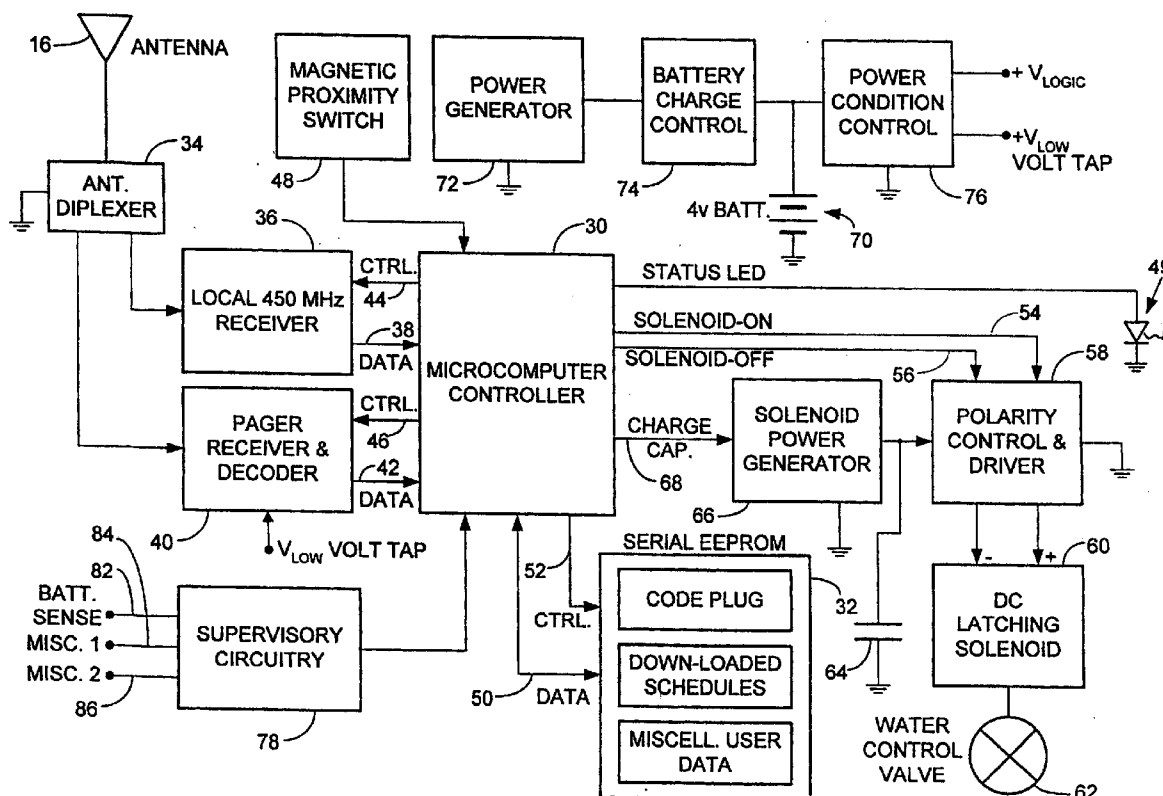 16
ANTENNA
34
ANT.
DIPLEXER
MAGNETIC
PROXIMITY
SWITCH
48
POWER
GENERATOR
72
BATTERY
CHARGE
CONTROL
74
POWER
CONDITION
CONTROL
76
+ VLOGIC
+VLOW
VOLT TAP
4v BATT.
70
36
LOCAL 450 MHz
RECEIVER
CTRL.
44
38
DATA
30
MICROCOMPUTER
CONTROLLER
STATUS LED
SOLENOID-ON
54
SOLENOID-OFF
56
58
PAGER
RECEIVER &
DECODER
40
CTRL.
46
42
DATA
VLOW VOLT TAP
CHARGE
CAP.
68
SOLENOID
POWER
GENERATOR
66
POLARITY
CONTROL &
DRIVER
- +
60
DC
LATCHING
SOLENOID
WATER
CONTROL
VALVE
62
64
84
82
BATT.
SENSE
MISC. 1
MISC. 2
86
SUPERVISORY
CIRCUITRY
78
52
CTRL.
50
DATA
SERIAL EEPROM
32
CODE PLUG
DOWN-LOADED
SCHEDULES
MISCELL. USER
DATA